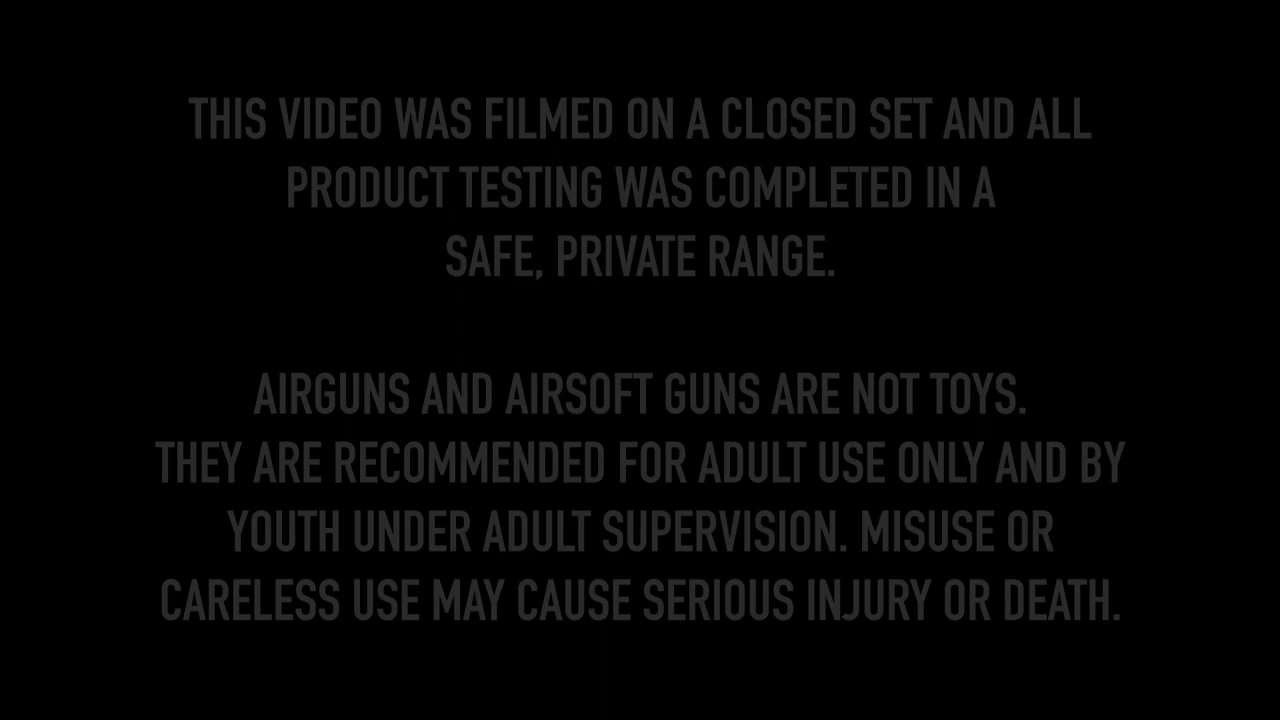 THIS VIDEO WAS FILMED ON A CLOSED SET AND ALL
PRODUCT TESTING WAS COMPLETED IN A
SAFE, PRIVATE RANGE.
AIRGUNS AND AIRSOFT GUNS ARE NOT TOYS.
THEY ARE RECOMMENDED FOR ADULT USE ONLY AND BY
YOUTH UNDER ADULT SUPERVISION. MISUSE OR
CARELESS USE MAY CAUSE SERIOUS INJURY OR DEATH.